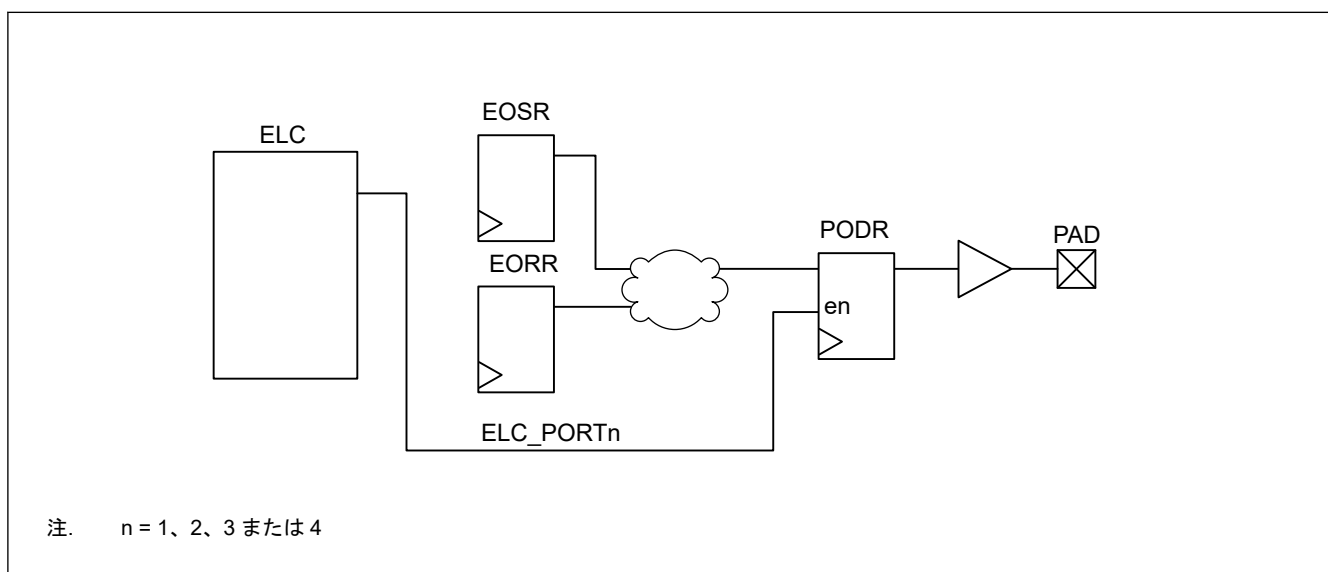 ELC
EOSR
EORR
PODR
en
PAD
ELC_PORTn
注. n = 1、2、3 または 4